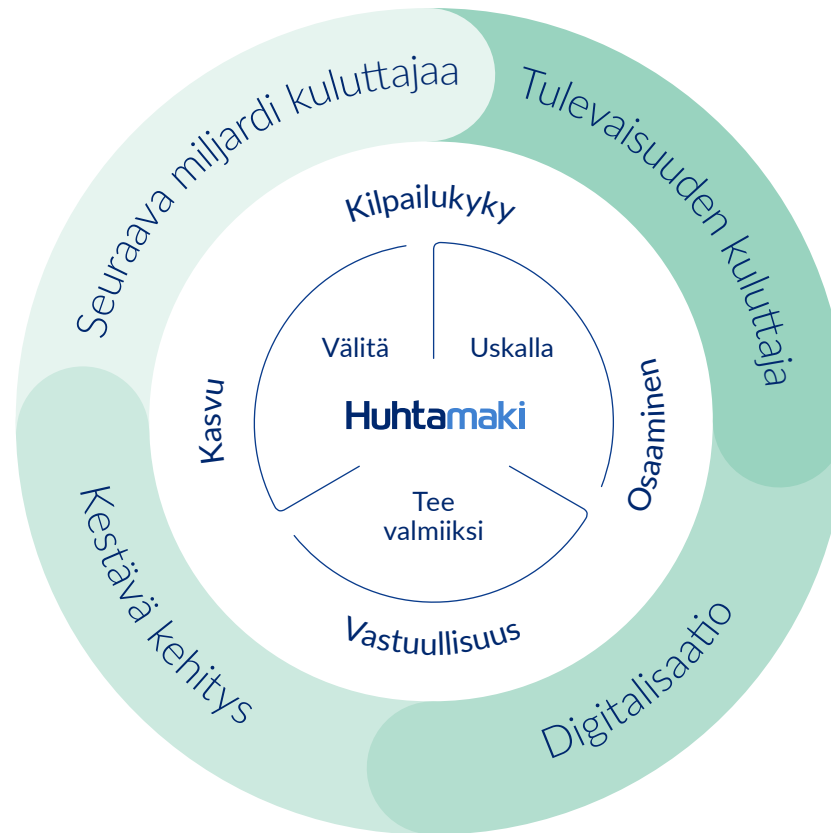 Seuraava miljardi kuluttajaa
Tulevaisuuden kuluttaja
Digitalisaatio
Kestävä kehitys
Kilpailukyky
Osaaminen
Vastuullisuus
Kasvu
Välitä
Uskalla
Huhtamaki
Tee
valmiiksi